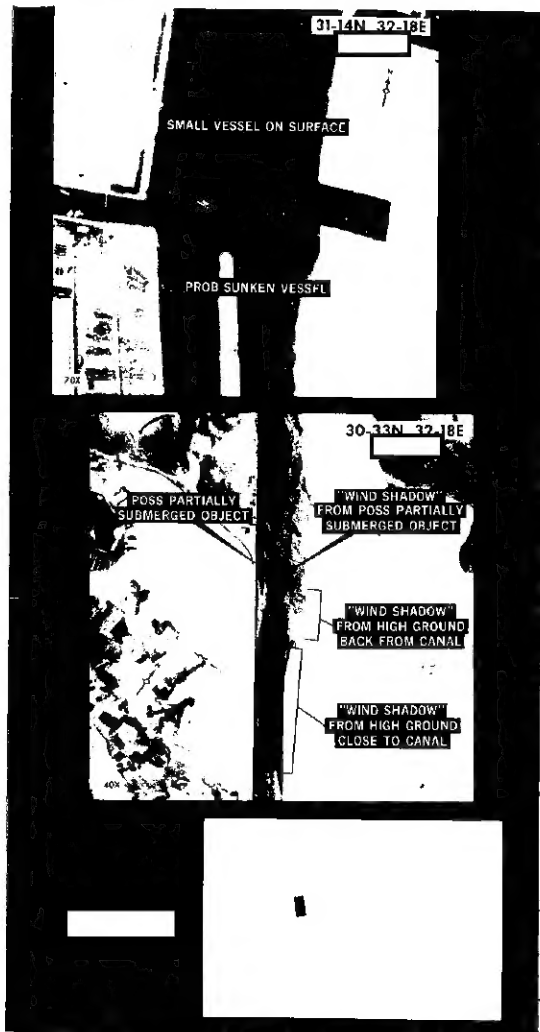 31-14N 32-18E
N
SMALL VESSEL ON SURFACE
PROB SUNKEN VESSEL
70X
30-33N 32-18E
POSS PARTIALLY
SUBMERGED OBJECT
"WIND SHADOW"
FROM POSS PARTIALLY
SUBMERGED OBJECT
"WIND SHADOW"
FROM HIGH GROUND
BACK FROM CANAL
"WIND SHADOW"
FROM HIGH GROUND
CLOSE TO CANAL
40X